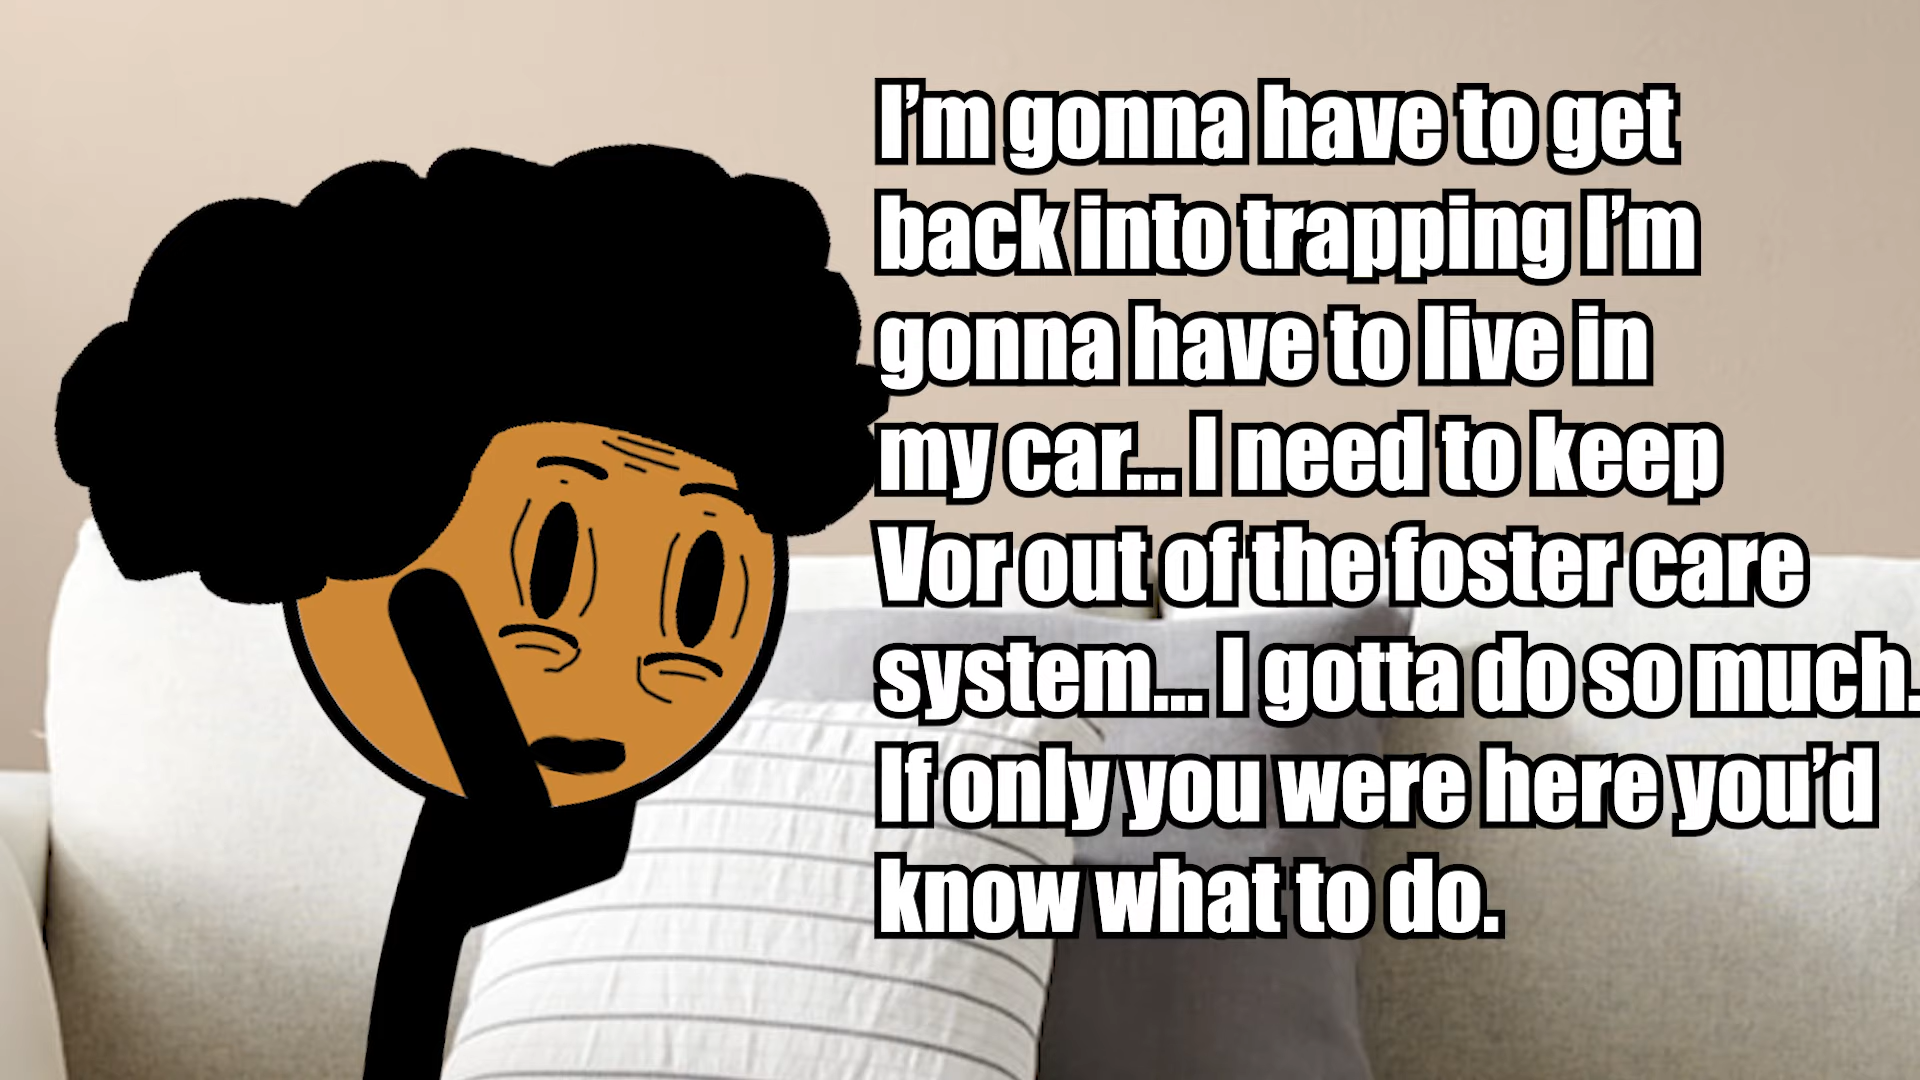 I’m gonna have to get
back into trapping I’m
gonna have to live in
my car... I need to keep
Vor out of the foster care
system... I gotta do so much.
If only you were here you’d
know what to do.